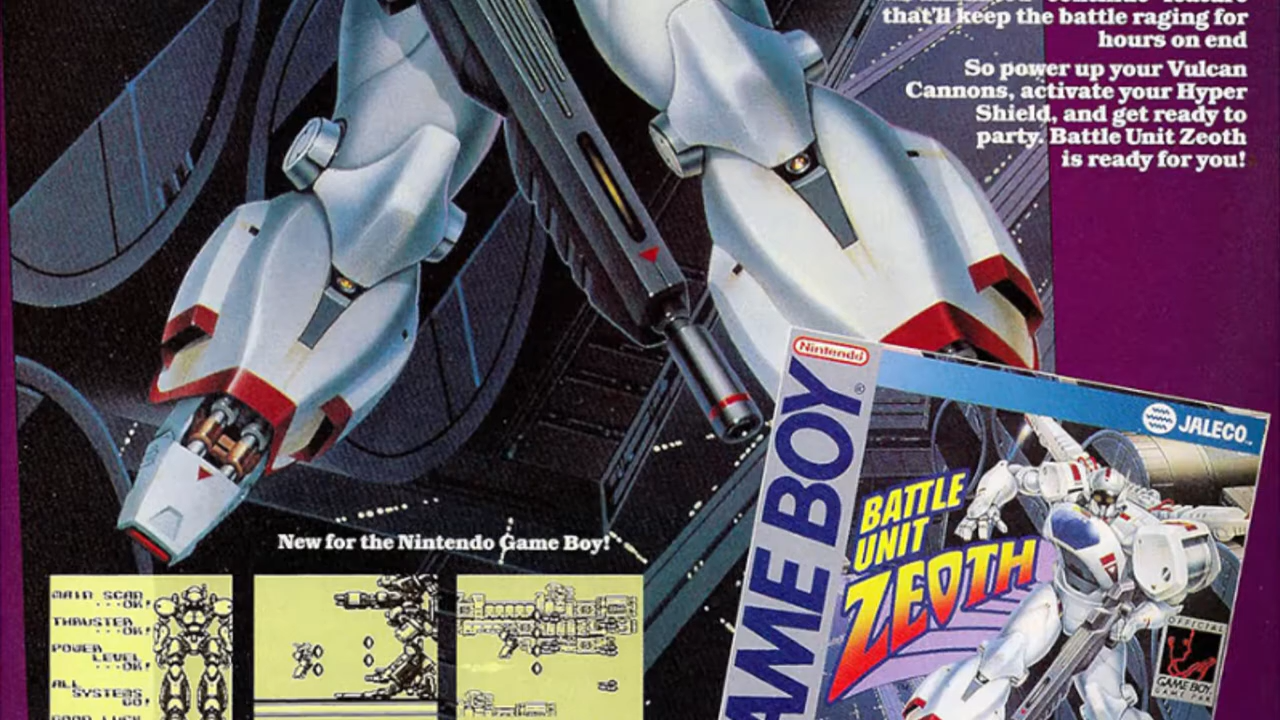 that'll keep the battle raging for
hours on end
So power up your Vulcan
Cannons, activate your Hyper
Shield, and get ready to
party. Battle Unit Zeoth
is ready for you!
New for the Nintendo Game Boy!
MAIN SCAN
...OK!
THRUSTER
...OK!
POWER
LEVEL
...OK!
ALL
SYSTEMS
GO!
GOOD LUCK
Nintendo
GAME BOY
JALECO
BATTLE
UNIT
ZEOTH
OFFICIAL
GAME BOY